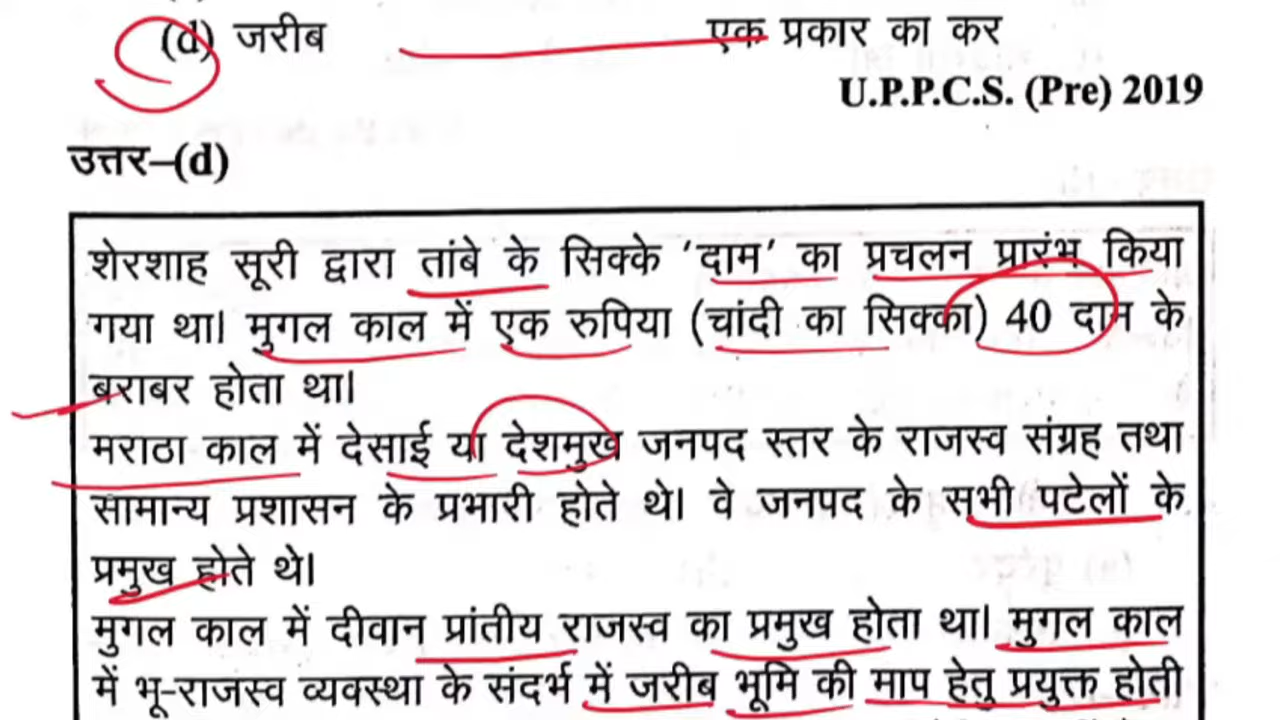 (d) जरीब एक प्रकार का कर
U.P.P.C.S. (Pre) 2019
उत्तर–(d)
शेरशाह सूरी द्वारा तांबे के सिक्के 'दाम' का प्रचलन प्रारंभ किया
गया था। मुगल काल में एक रुपिया (चांदी का सिक्का) 40 दाम के
बराबर होता था।
मराठा काल में देसाई या देशमुख जनपद स्तर के राजस्व संग्रह तथा
सामान्य प्रशासन के प्रभारी होते थे। वे जनपद के सभी पटेलों के
प्रमुख होते थे।
मुगल काल में दीवान प्रांतीय राजस्व का प्रमुख होता था। मुगल काल
में भू-राजस्व व्यवस्था के संदर्भ में जरीब भूमि की माप हेतु प्रयुक्त होती